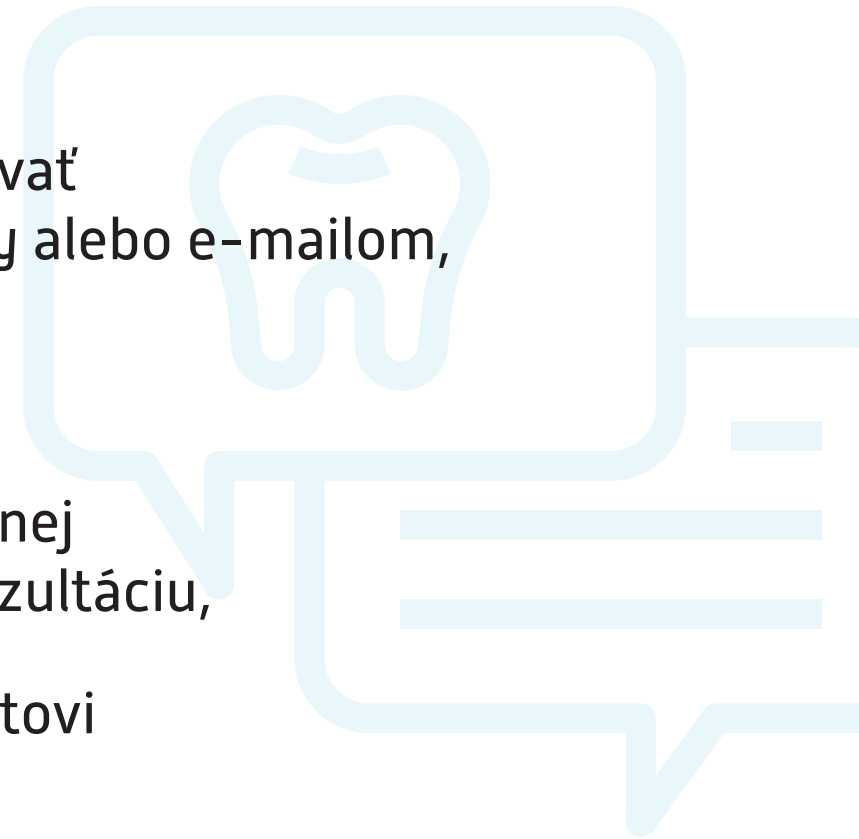 vať
y alebo e-mailom,
nej
zultáciu,
tovi